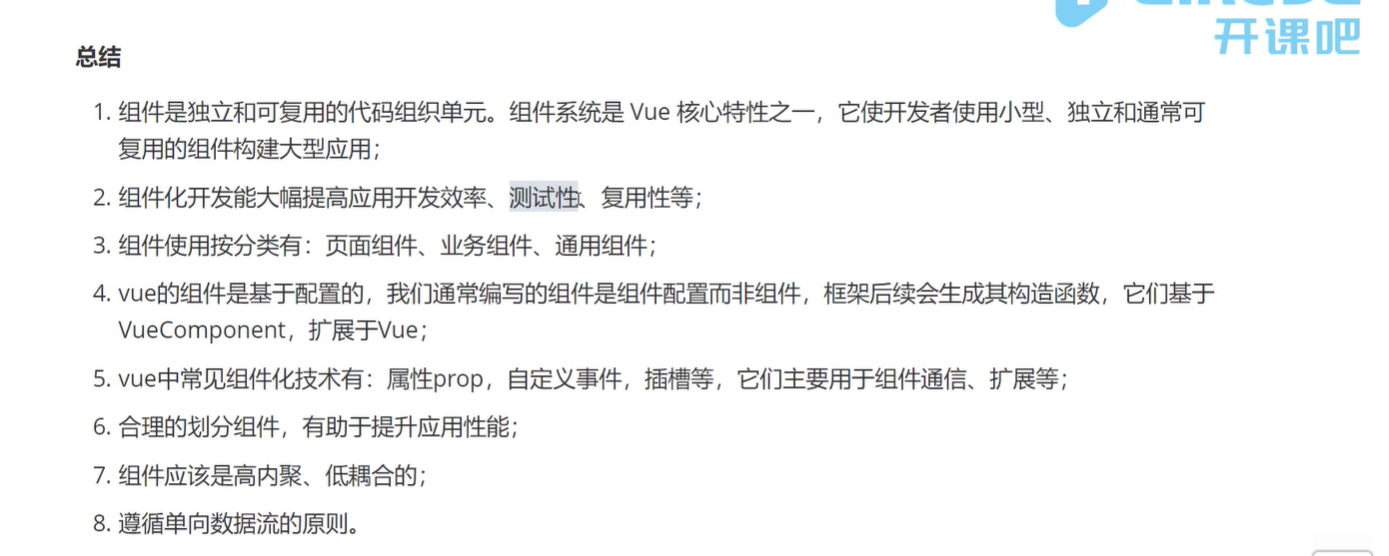 开课吧
总结
1. 组件是独立和可复用的代码组织单元。组件系统是 Vue 核心特性之一，它使开发者使用小型、独立和通常可
复用的组件构建大型应用；
2. 组件化开发能大幅提高应用开发效率、测试性、复用性等；
3. 组件使用按分类有：页面组件、业务组件、通用组件；
4. vue的组件是基于配置的，我们通常编写的组件是组件配置而非组件，框架后续会生成其构造函数，它们基于
VueComponent，扩展于Vue；
5. vue中常见组件化技术有：属性prop，自定义事件，插槽等，它们主要用于组件通信、扩展等；
6. 合理的划分组件，有助于提升应用性能；
7. 组件应该是高内聚、低耦合的；
8. 遵循单向数据流的原则。